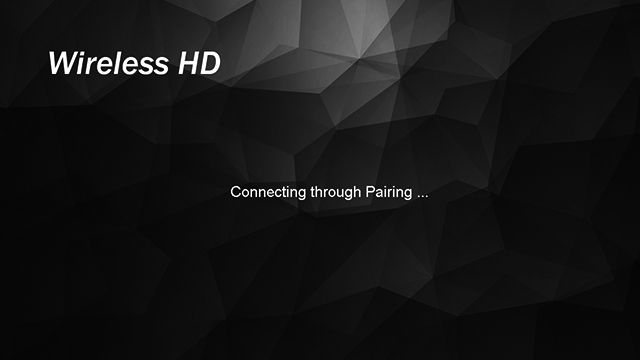 Wireless HD
Connecting through Pairing ...